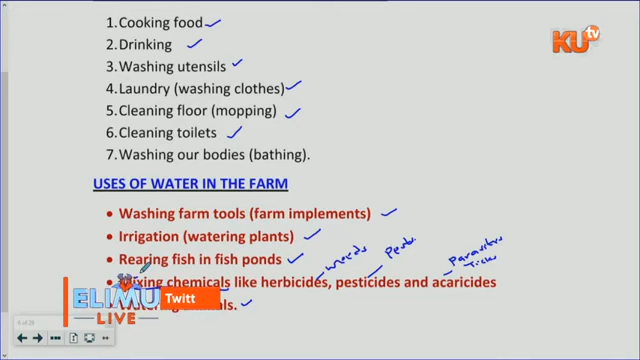 KU tv
1. Cooking food
2. Drinking
3. Washing utensils
4. Laundry (washing clothes)
5. Cleaning floor (mopping)
6. Cleaning toilets
7. Washing our bodies (bathing).
USES OF WATER IN THE FARM
• Washing farm tools (farm implements)
• Irrigation (watering plants)
• Rearing fish in fish ponds
weeds Pests Parasites
Ticks
Mixing chemicals like herbicides, pesticides and acaricides
ELIMU Twitt
LIVE